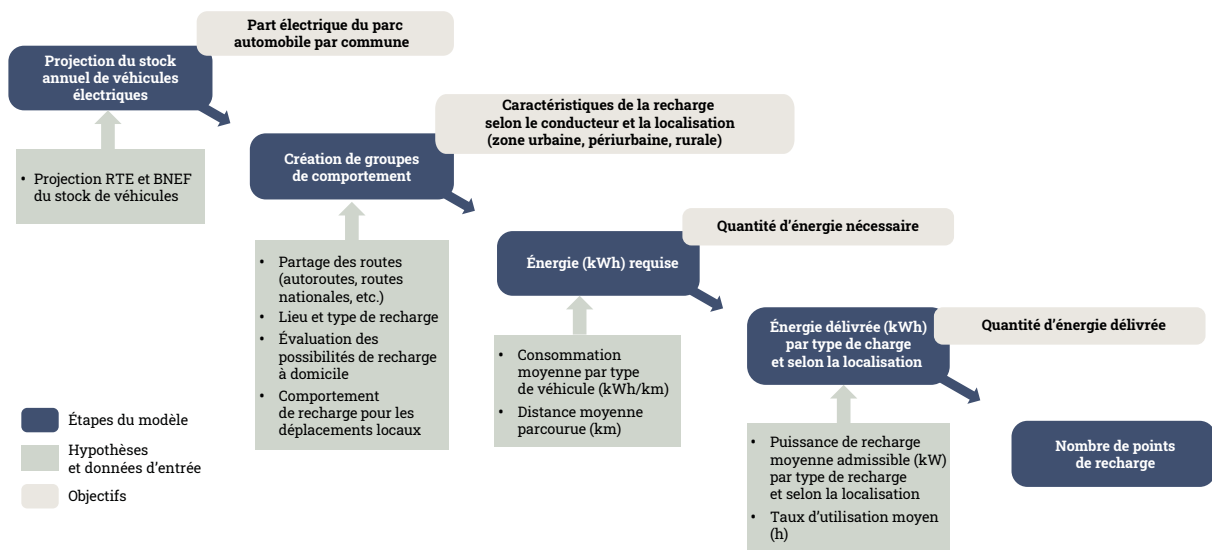 Part électrique du parc
automobile par commune
Projection du stock
annuel de véhicules
électriques
• Projection RTE et BNEF
du stock de véhicules
Caractéristiques de la recharge
selon le conducteur et la localisation
(zone urbaine, périurbaine, rurale)
Création de groupes
de comportement
• Partage des routes
(autoroutes, routes
nationales, etc.)
• Lieu et type de recharge
• Évaluation des
possibilités de recharge
à domicile
• Comportement
de recharge pour les
déplacements locaux
Quantité d’énergie nécessaire
Énergie (kWh) requise
• Consommation
moyenne par type
de véhicule (kWh/km)
• Distance moyenne
parcourue (km)
Quantité d’énergie délivrée
Énergie délivrée (kWh)
par type de charge
et selon la localisation
• Puissance de recharge
moyenne admissible (kW)
par type de recharge
et selon la localisation
• Taux d’utilisation moyen
(h)
Nombre de points
de recharge
Étapes du modèle
Hypothèses
et données d’entrée
Objectifs